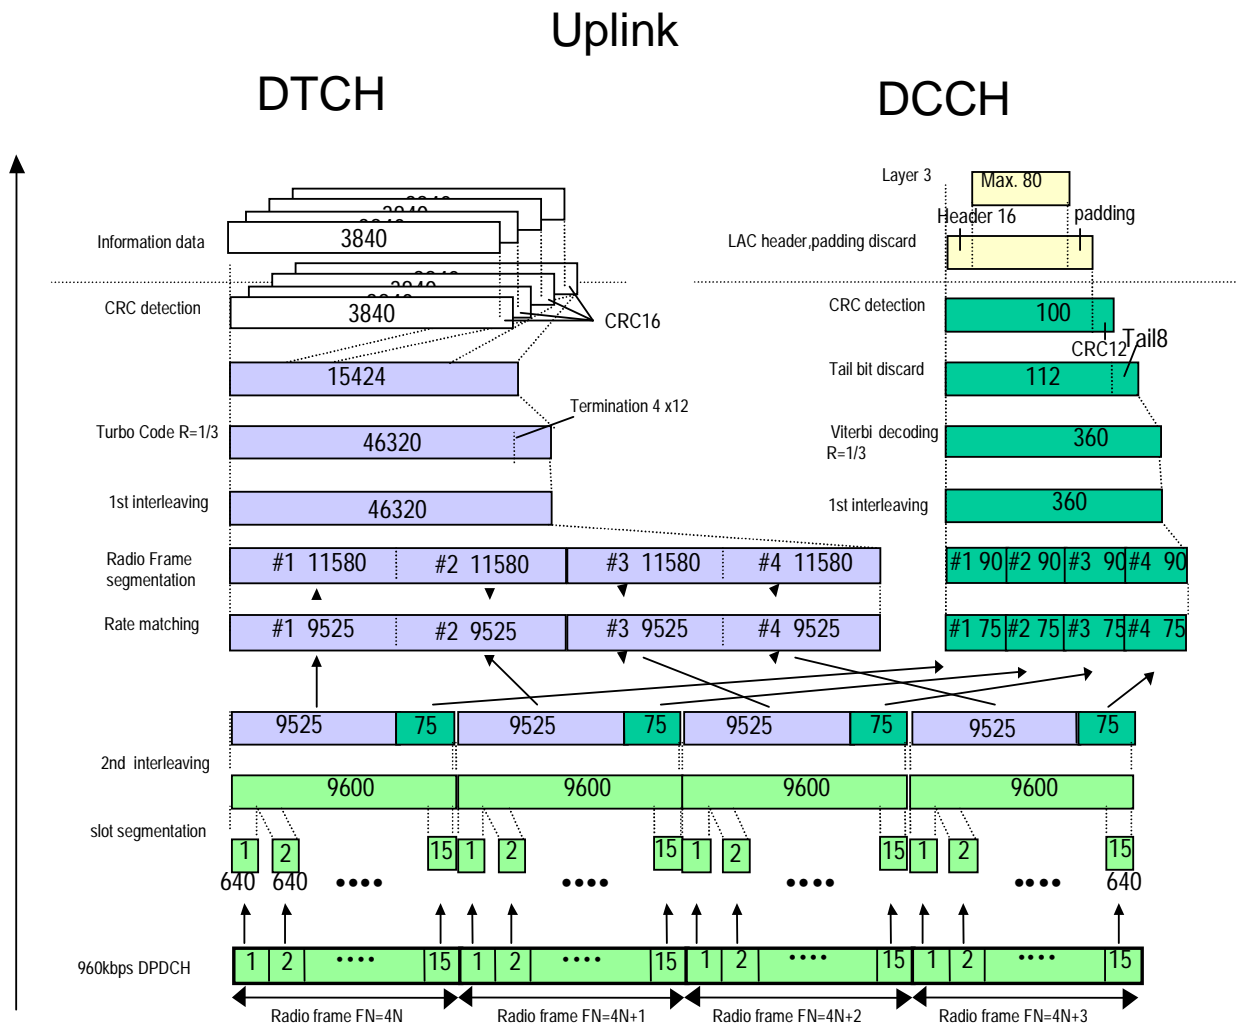 Uplink
DTCH
DCCH
Layer 3
Max. 80
Header 16
padding
3840
3840
3840
3840
Information data
LAC header,padding discard
3840
3840
3840
3840
CRC detection
CRC16
CRC detection
100
CRC12
Tail8
15424
Tail bit discard
112
Termination 4 x12
Turbo Code R=1/3
46320
Viterbi decoding
R=1/3
360
1st interleaving
46320
1st interleaving
360
Radio Frame
segmentation
#1 11580
#2 11580
#3 11580
#4 11580
#1 90
#2 90
#3 90
#4 90
Rate matching
#1 9525
#2 9525
#3 9525
#4 9525
#1 75
#2 75
#3 75
#4 75
9525
75
9525
75
9525
75
9525
75
2nd interleaving
9600
9600
9600
9600
slot segmentation
1
2
15
1
2
15
1
2
15
1
2
15
640
640
••••
••••
••••
••••
640
960kbps DPDCH
1
2
••••
15
1
2
••••
15
1
2
••••
15
1
2
••••
15
Radio frame FN=4N
Radio frame FN=4N+1
Radio frame FN=4N+2
Radio frame FN=4N+3